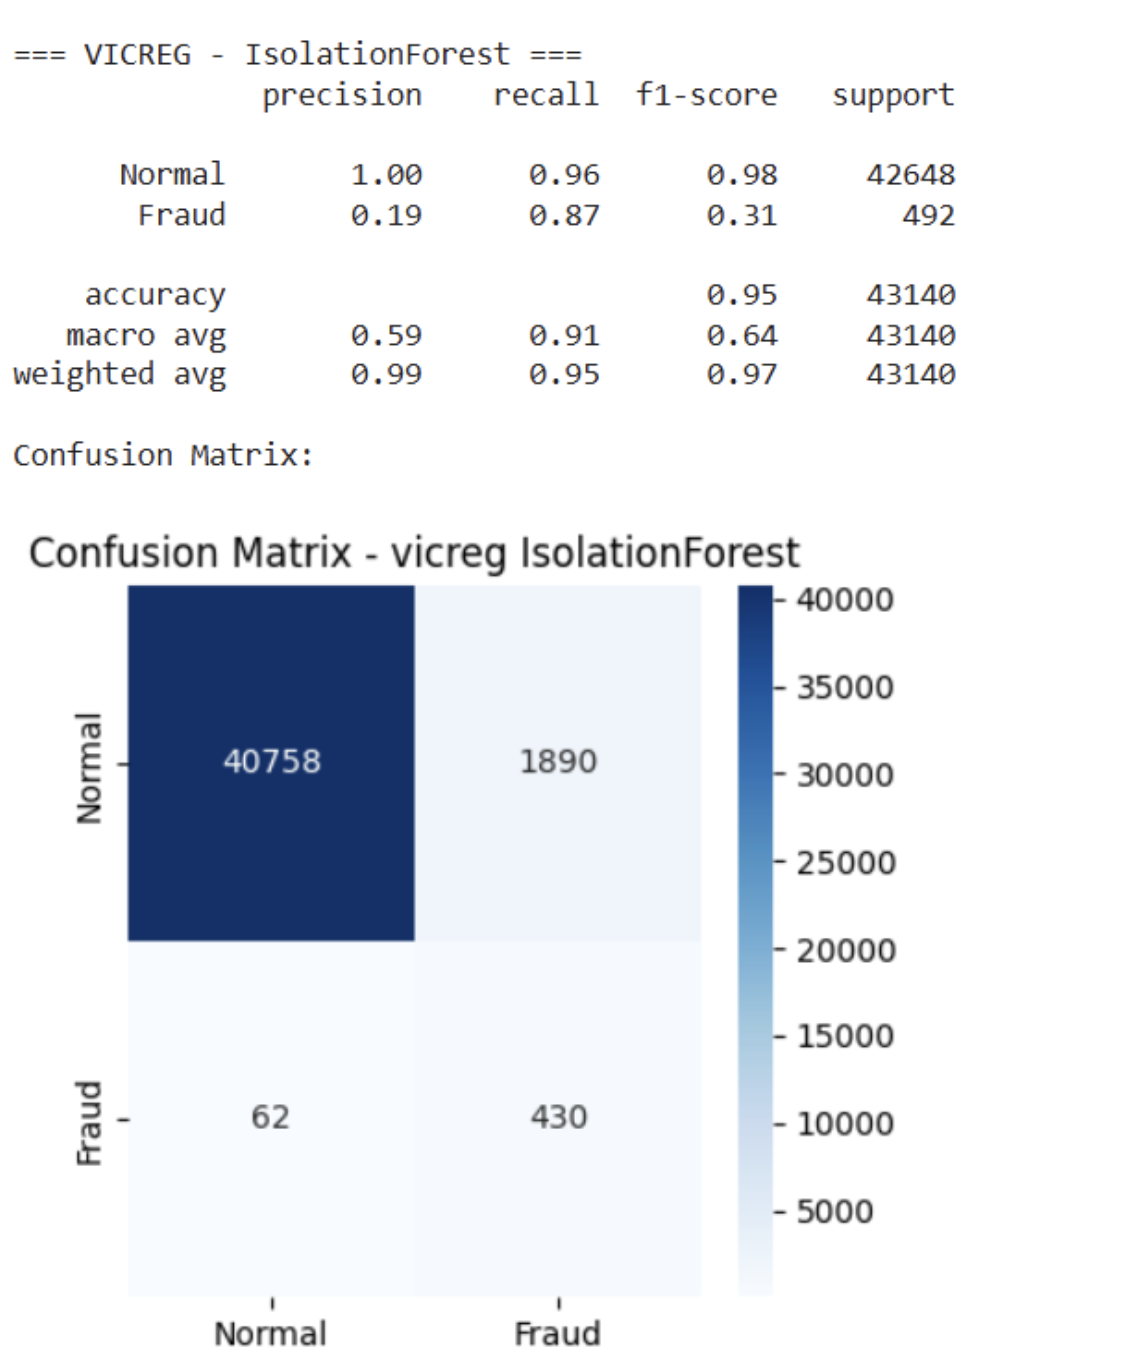 === VICREG - IsolationForest ===
precision recall f1-score support
Normal 1.00 0.96 0.98 42648
Fraud 0.19 0.87 0.31 492
accuracy 0.95 43140
macro avg 0.59 0.91 0.64 43140
weighted avg 0.99 0.95 0.97 43140
Confusion Matrix:
Confusion Matrix - vicreg IsolationForest
40000
35000
Normal 40758 1890
30000
25000
20000
15000
Fraud 62 430
10000
5000
Normal Fraud